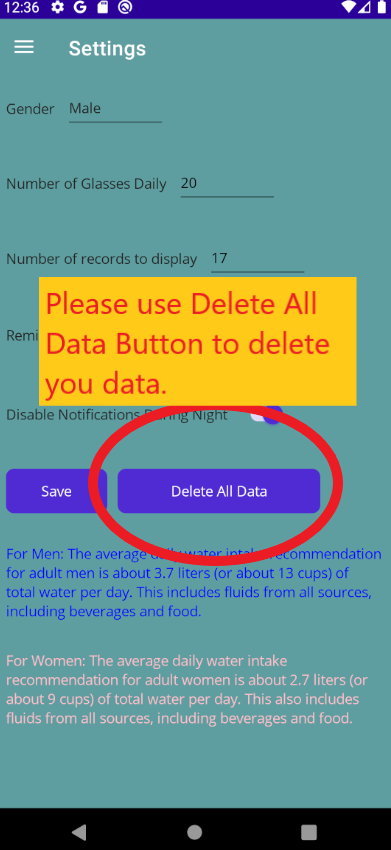 12:36
Settings
Gender Male
Number of Glasses Daily 20
Number of records to display 17
Please use Delete All
Data Button to delete
you data.
Disable Notifications During Night
Save Delete All Data
For Men: The average daily water intake recommendation
for adult men is about 3.7 liters (or about 13 cups) of
total water per day. This includes fluids from all sources,
including beverages and food.
For Women: The average daily water intake
recommendation for adult women is about 2.7 liters (or
about 9 cups) of total water per day. This also includes
fluids from all sources, including beverages and food.